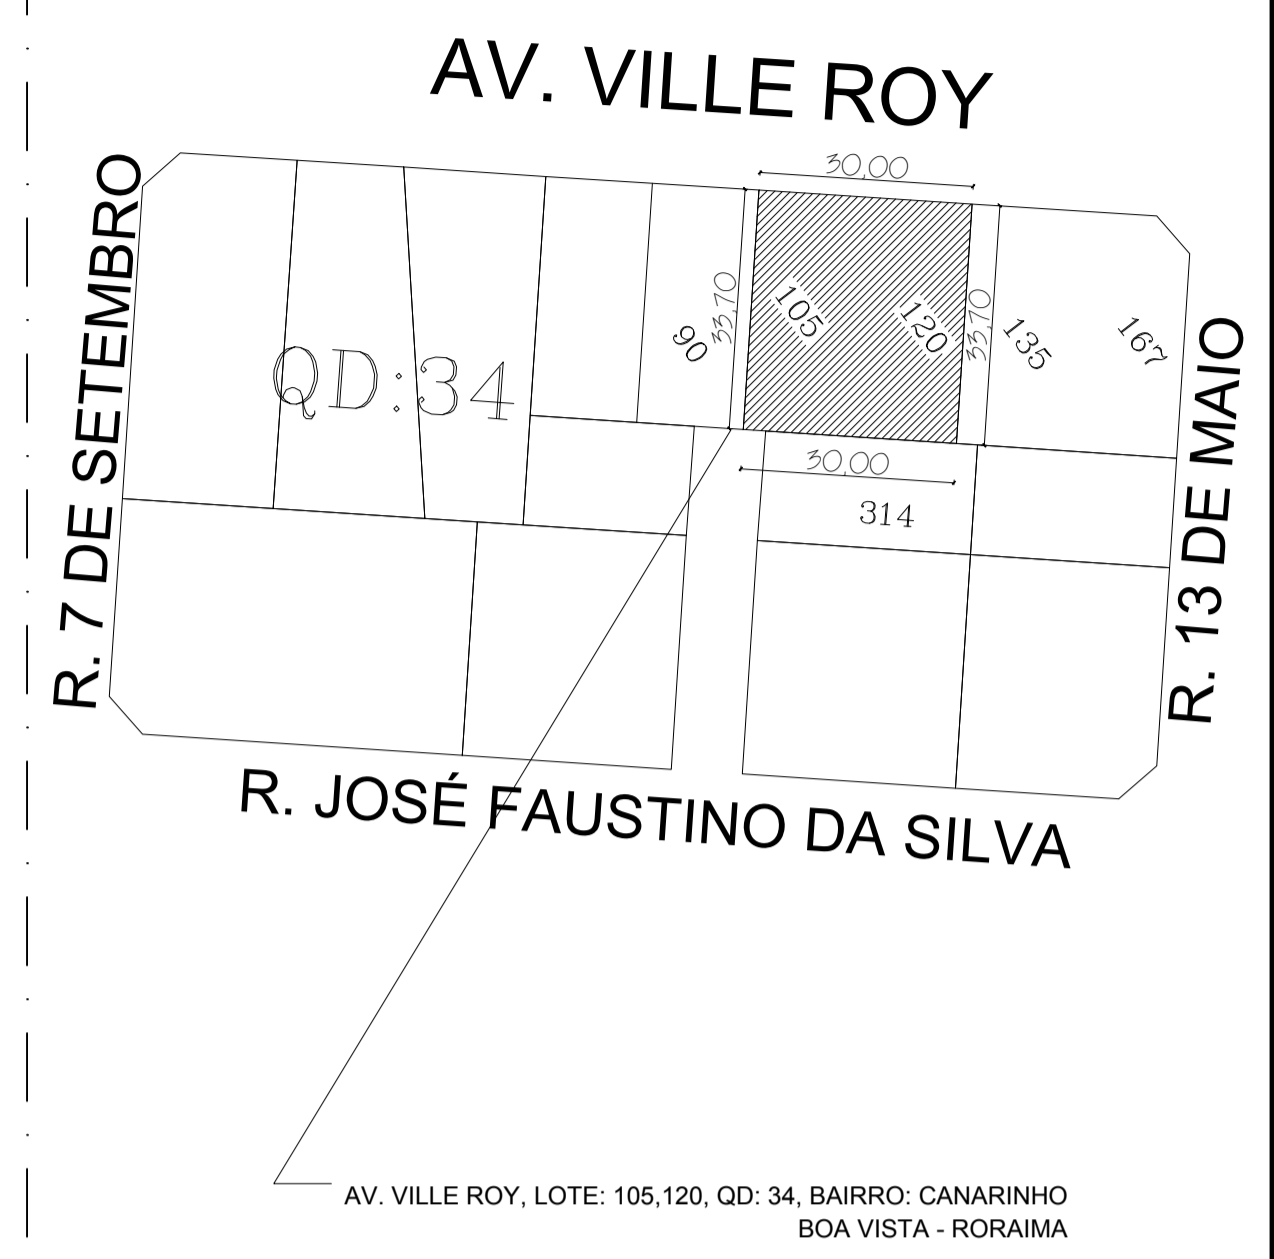 AV. VILLE ROY
30,00
R. 7 DE SETEMBRO
QD:34
90
33,70
105
120
33,70
135
167
R. 13 DE MAIO
30,00
314
R. JOSÉ FAUSTINO DA SILVA
AV. VILLE ROY, LOTE: 105,120, QD: 34, BAIRRO: CANARINHO
BOA VISTA - RORAIMA